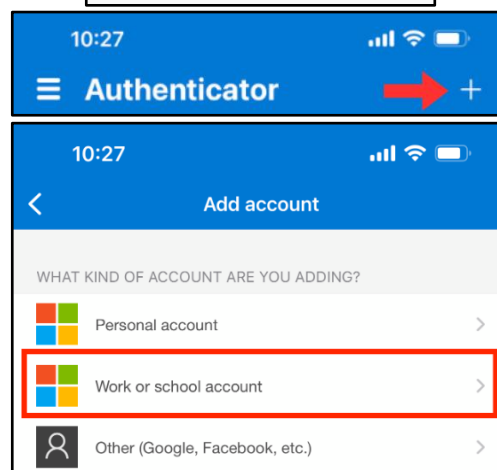 10:27
Authenticator
10:27
Add account
WHAT KIND OF ACCOUNT ARE YOU ADDING?
Personal account
Work or school account
Other (Google, Facebook, etc.)